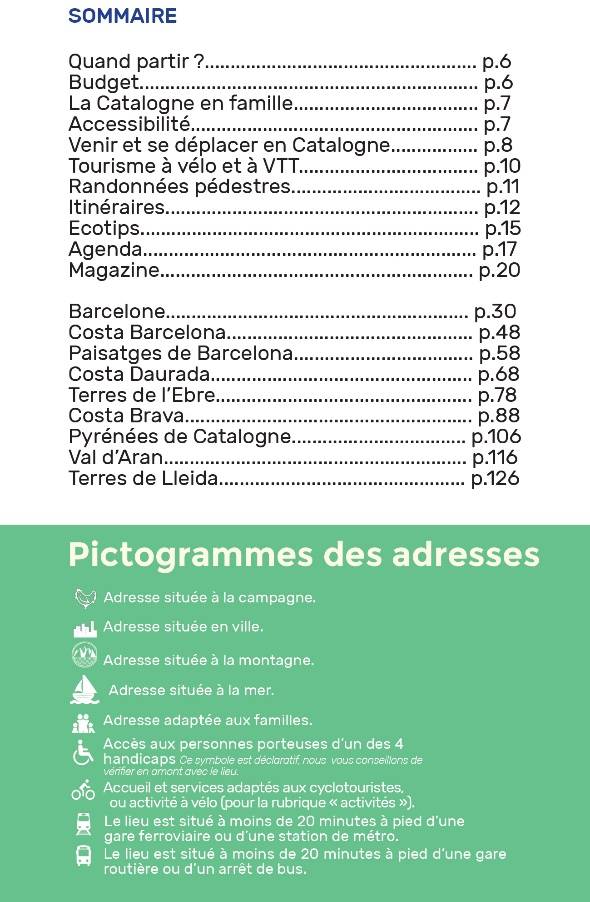 SOMMAIRE
Quand partir ?.................................................... p.6
Budget................................................................. p.6
La Catalogne en famille................................... p.7
Accessibilité....................................................... p.7
Venir et se déplacer en Catalogne................. p.8
Tourisme à vélo et à VTT.................................. p.10
Randonnées pédestres.................................... p.11
Itinéraires............................................................ p.12
Ecotips................................................................. p.15
Agenda................................................................ p.17
Magazine............................................................ p.20
Barcelone.......................................................... p.30
Costa Barcelona............................................... p.48
Paisatges de Barcelona.................................. p.58
Costa Daurada.................................................. p.68
Terres de l’Ebre................................................. p.78
Costa Brava....................................................... p.88
Pyrénées de Catalogne................................. p.106
Val d’Aran.......................................................... p.116
Terres de Lleida............................................... p.126
Pictogrammes des adresses
Adresse située à la campagne.
Adresse située en ville.
Adresse située à la montagne.
Adresse située à la mer.
Adresse adaptée aux familles.
Accès aux personnes porteuses d’un des 4
handicaps Ce symbole est déclaratif, nous vous conseillons de
vérifier en amont avec le lieu.
Accueil et services adaptés aux cyclotouristes,
ou activité à vélo (pour la rubrique « activités »).
Le lieu est situé à moins de 20 minutes à pied d’une
gare ferroviaire ou d’une station de métro.
Le lieu est situé à moins de 20 minutes à pied d’une gare
routière ou d’un arrêt de bus.